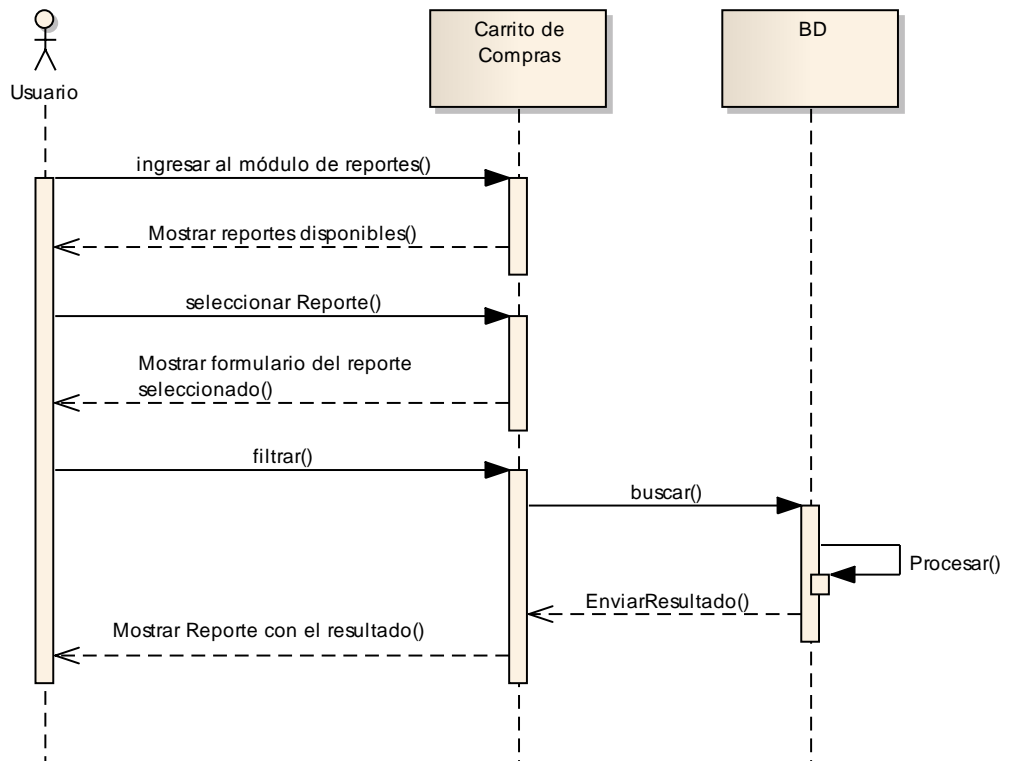 Carrito de
Compras
BD
Usuario
ingresar al módulo de reportes()
Mostrar reportes disponibles()
seleccionar Reporte()
Mostrar formulario del reporte
seleccionado()
filtrar()
buscar()
Procesar()
EnviarResultado()
Mostrar Reporte con el resultado()